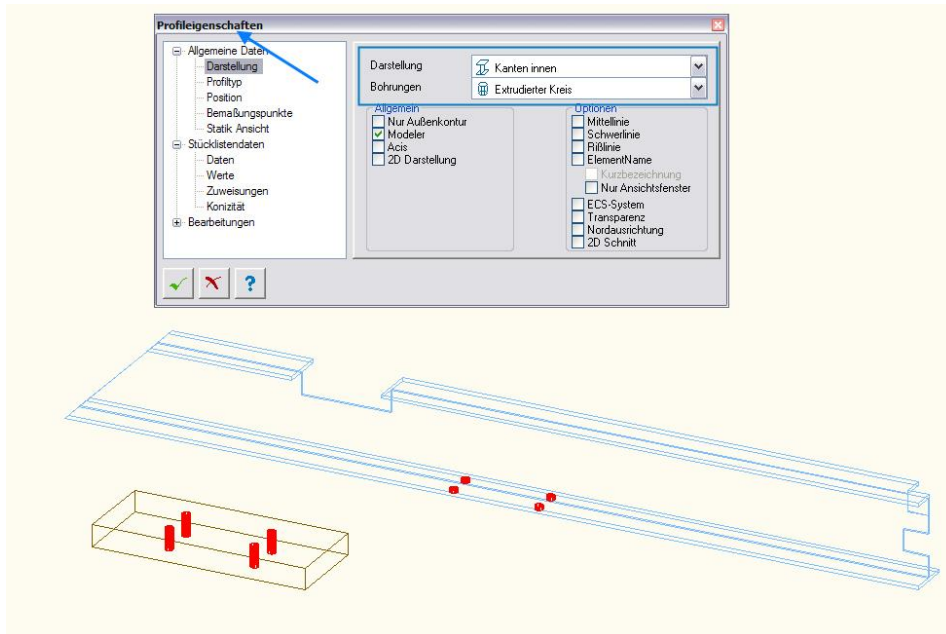 Profileigenschaften
Allgemeine Daten
Darstellung
Profiltyp
Position
Bemaßungspunkte
Statik Ansicht
Stücklistendaten
Daten
Werte
Zuweisungen
Konizität
Bearbeitungen
Darstellung
Kanten innen
Bohrungen
Extrudierter Kreis
Allgemein
Nur Außenkontur
Modeler
Acis
2D Darstellung
Optionen
Mittellinie
Schwerlinie
Rißlinie
ElementName
Kurzbezeichnung
Nur Ansichtsfenster
ECS-System
Transparenz
Nordausrichtung
2D Schnitt
?